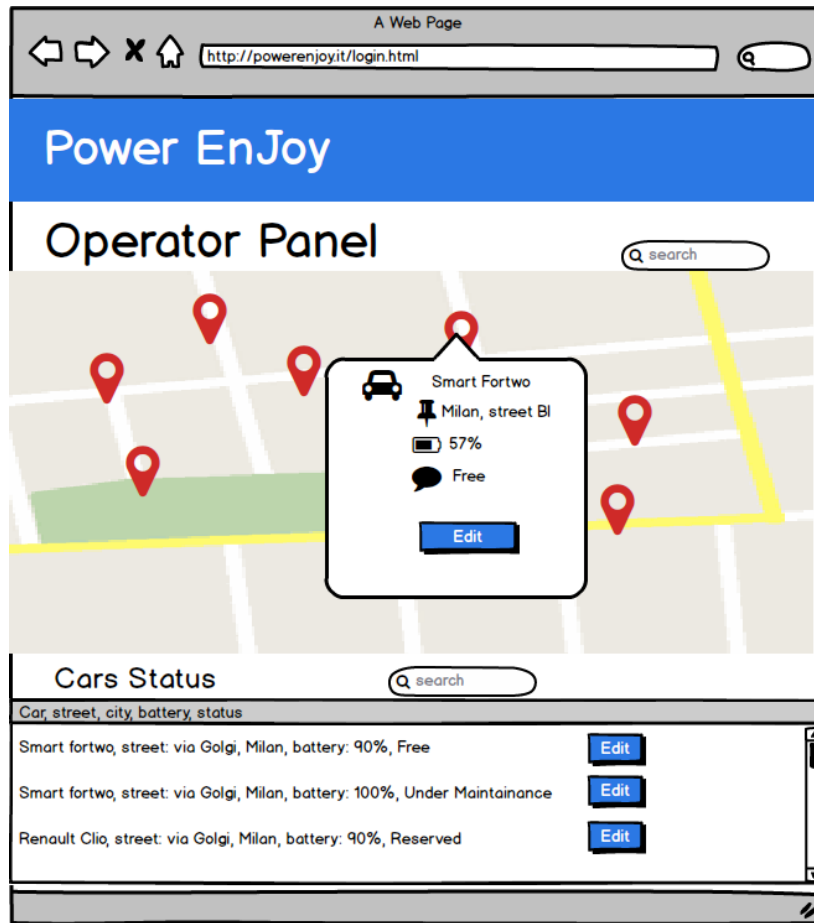 A Web Page
http://powerenjoy.it/login.html
Power EnJoy
Operator Panel
search
Smart Fortwo
Milan, street Bl
57%
Free
Edit
Cars Status
search
Car, street, city, battery, status
Smart fortwo, street: via Golgi, Milan, battery: 90%, Free
Edit
Smart fortwo, street: via Golgi, Milan, battery: 100%, Under Maintainance
Edit
Renault Clio, street: via Golgi, Milan, battery: 90%, Reserved
Edit